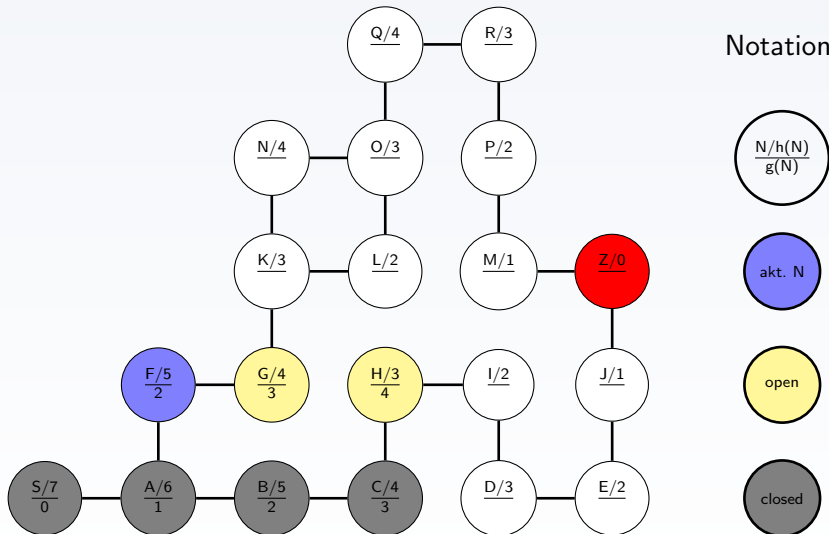 Q/4
R/3
Notation
N/4
O/3
P/2
N/h(N)
g(N)
K/3
L/2
M/1
Z/0
akt. N
F/5
2
G/4
3
H/3
4
I/2
J/1
open
S/7
0
A/6
1
B/5
2
C/4
3
D/3
E/2
closed